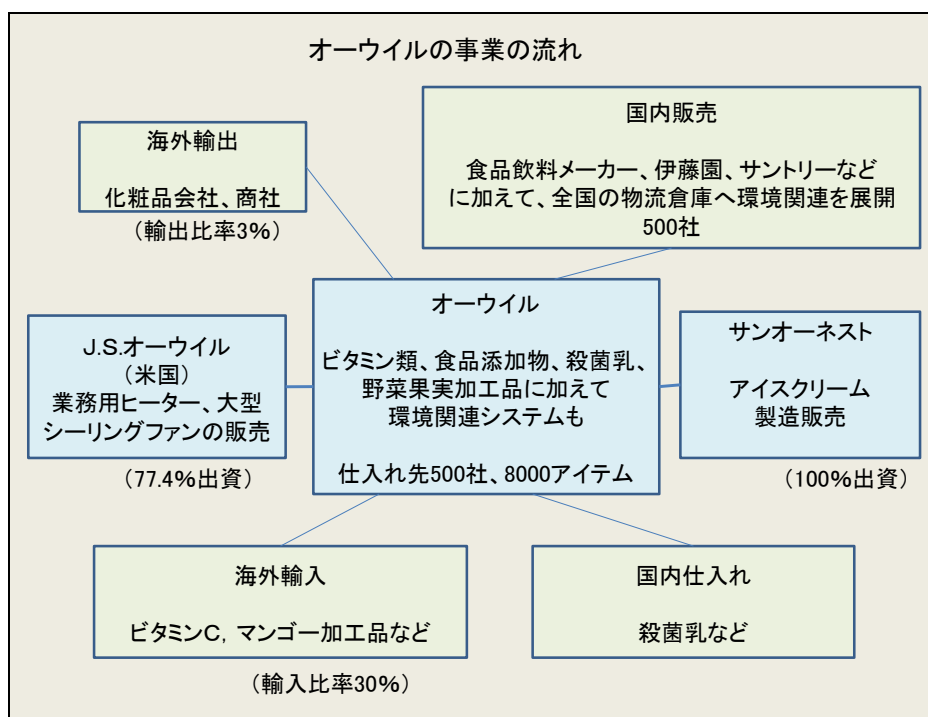 オーウイルの事業の流れ
海外輸出
化粧品会社、商社
(輸出比率3%)
国内販売
食品飲料メーカー、伊藤園、サントリーなど
に加えて、全国の物流倉庫へ環境関連を展開
500社
J.S.オーウイル
(米国)
業務用ヒーター、大型
シーリングファンの販売
(77.4%出資)
オーウイル
ビタミン類、食品添加物、殺菌乳、
野菜果実加工品に加えて
環境関連システムも
仕入れ先500社、8000アイテム
サンオーネスト
アイスクリーム
製造販売
(100%出資)
海外輸入
ビタミンC，マンゴー加工品など
(輸入比率30%)
国内仕入れ
殺菌乳など